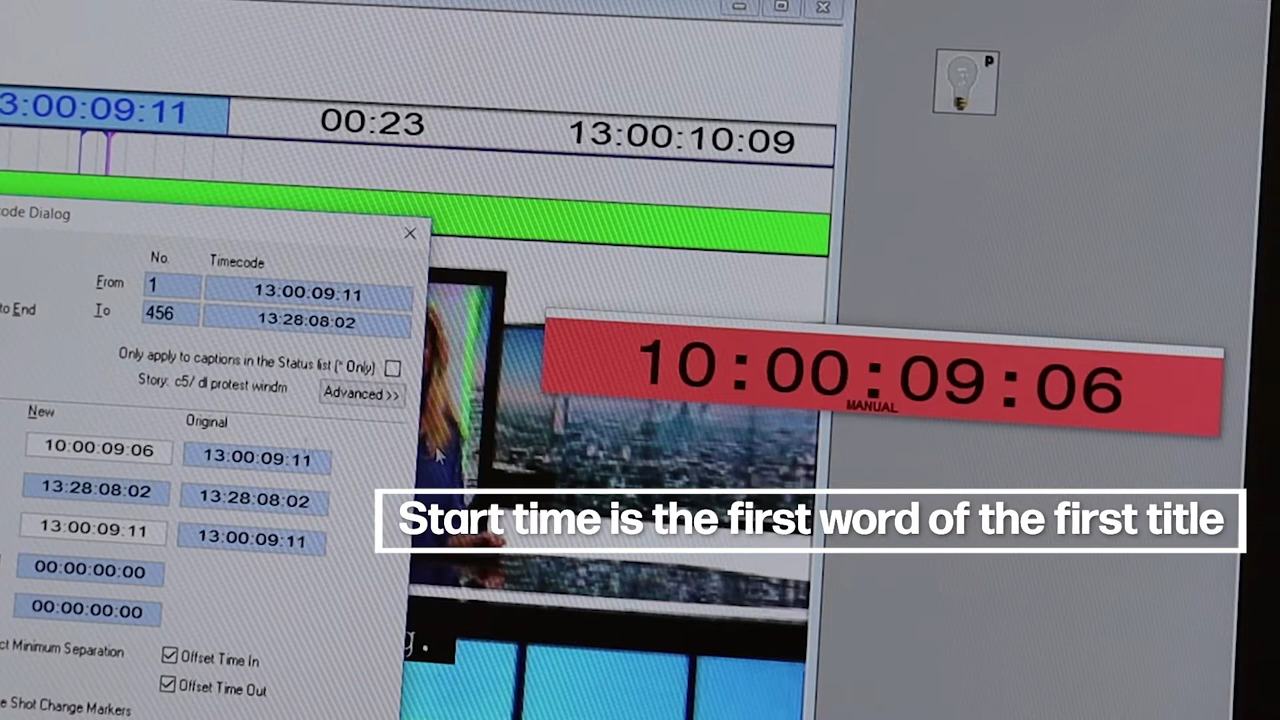 3:00:09:11 00:23 13:00:10:09
P
ode Dialog
No. Timecode
From 1 13:00:09:11
to End To 456 13:28:08:02
Only apply to captions in the Status list (* Only)
Story: c5/ dl protest windm Advanced >>
New Original
10:00:09:06 13:00:09:11
13:28:08:02 13:28:08:02
13:00:09:11 13:00:09:11
00:00:00:00
00:00:00:00
ct Minimum Separation
Offset Time In
Offset Time Out
e Shot Change Markers
10:00:09:06
MANUAL
Start time is the first word of the first title
g.